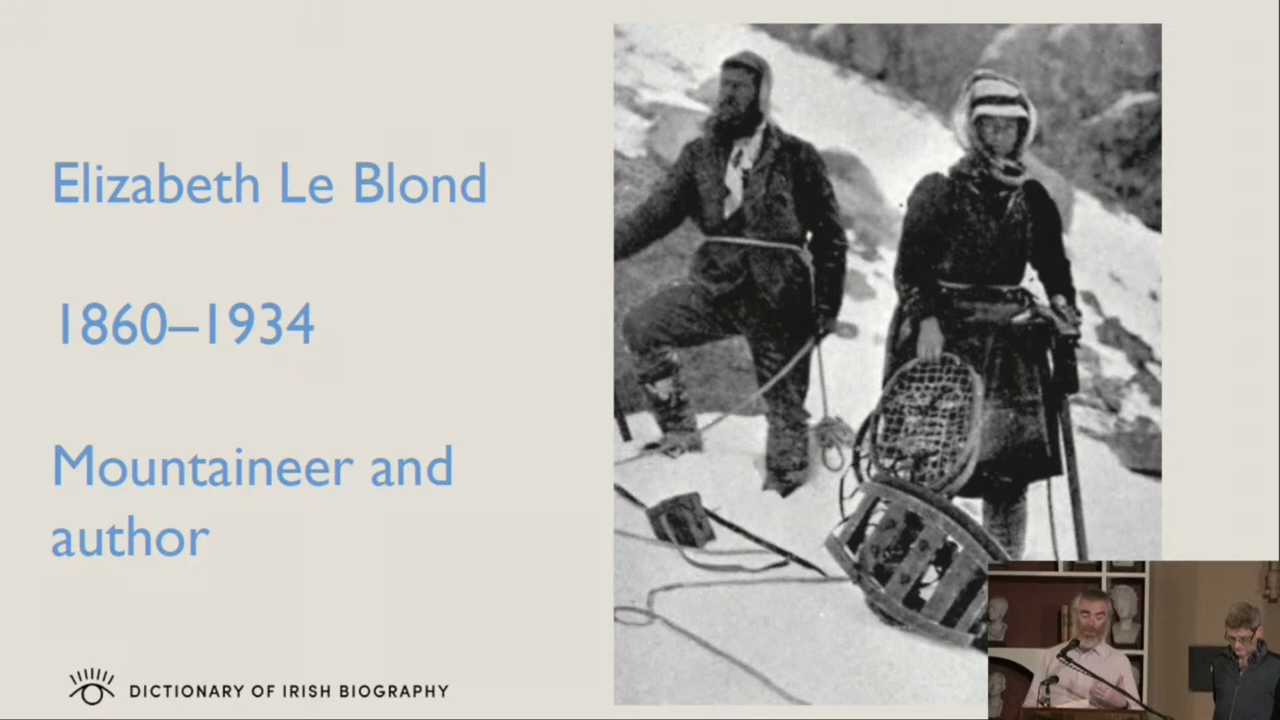 Elizabeth Le Blond
1860–1934
Mountaineer and
author
DICTIONARY OF IRISH BIOGRAPHY